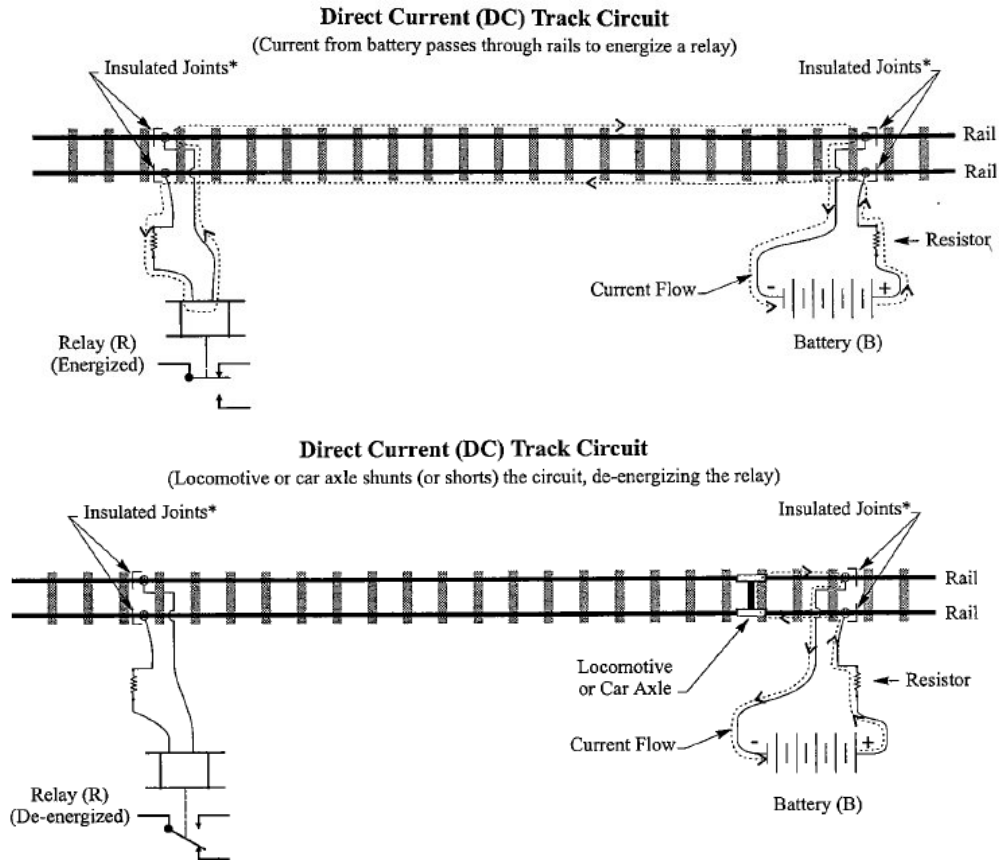 Direct Current (DC) Track Circuit
(Current from battery passes through rails to energize a relay)
Insulated Joints*
Insulated Joints*
Rail
Rail
Resistor
Current Flow
-
+
Battery (B)
Relay (R)
(Energized)
Direct Current (DC) Track Circuit
(Locomotive or car axle shunts (or shorts) the circuit, de-energizing the relay)
Insulated Joints*
Insulated Joints*
Rail
Rail
Locomotive
or Car Axle
Resistor
Current Flow
-
+
Battery (B)
Relay (R)
(De-energized)